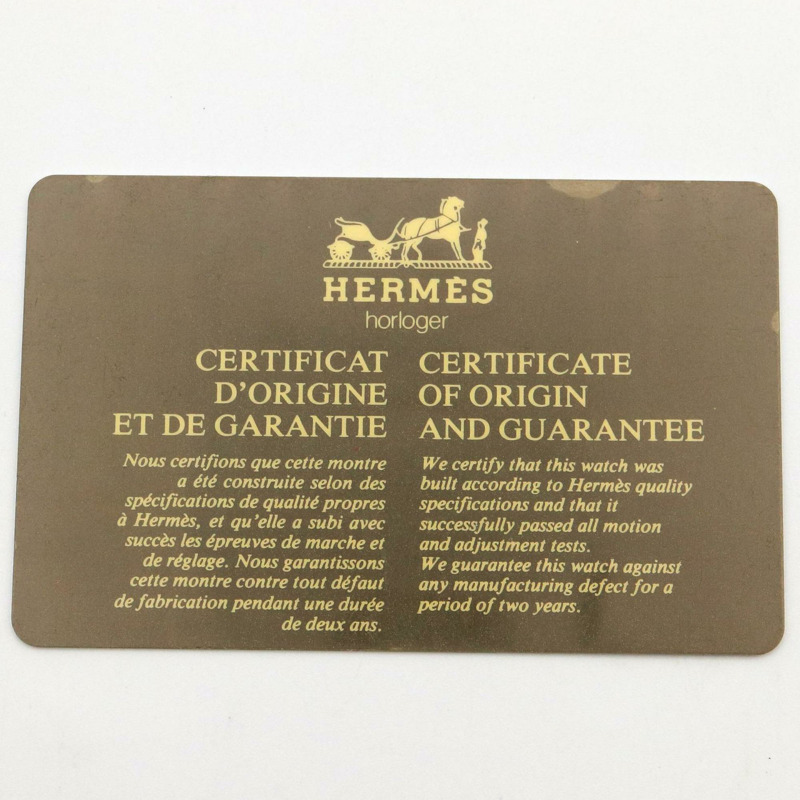 HERMÈS
horloger
CERTIFICAT
D'ORIGINE
ET DE GARANTIE
Nous certifions que cette montre
a été construite selon des
spécifications de qualité propres
à Hermès, et qu'elle a subi avec
succès les épreuves de marche et
de réglage. Nous garantissons
cette montre contre tout défaut
de fabrication pendant une durée
de deux ans.
CERTIFICATE
OF ORIGIN
AND GUARANTEE
We certify that this watch was
built according to Hermès quality
specifications and that it
successfully passed all motion
and adjustment tests.
We guarantee this watch against
any manufacturing defect for a
period of two years.